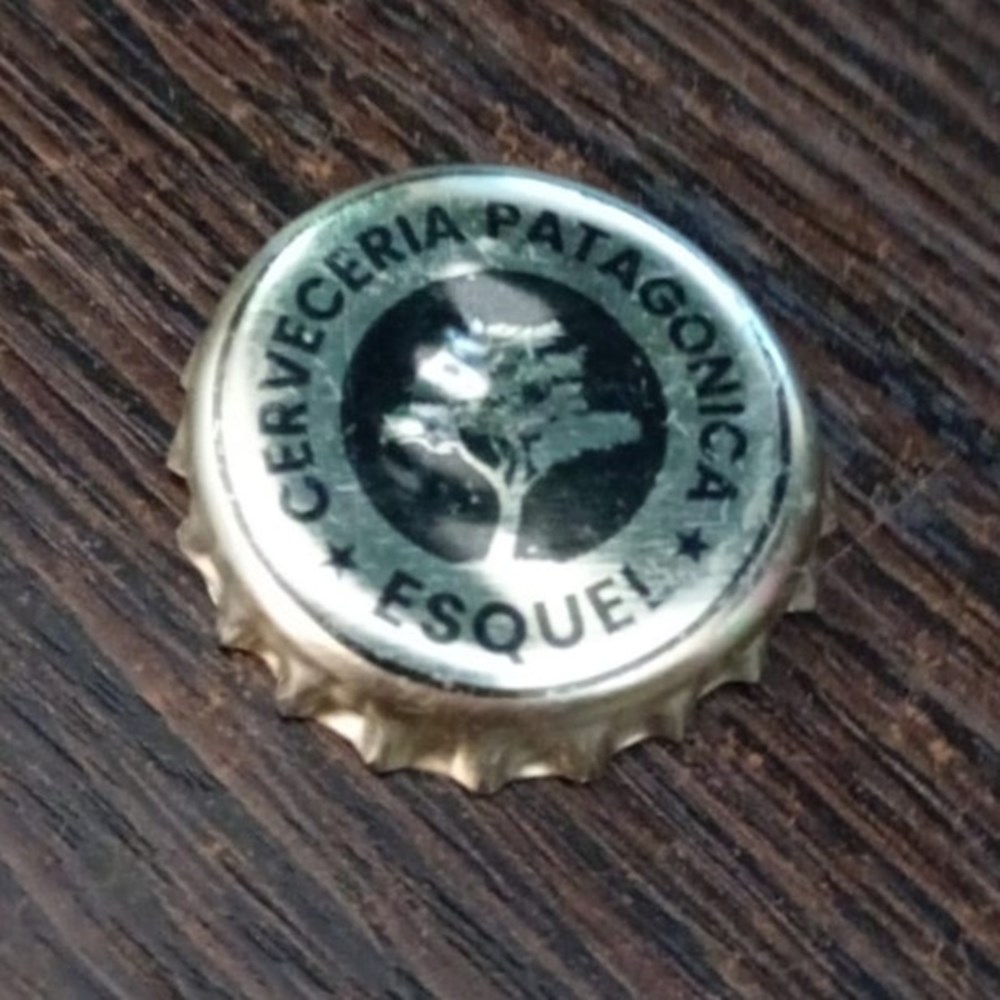 CERVECERIA PATAGONICA
★ ESQUEL ★